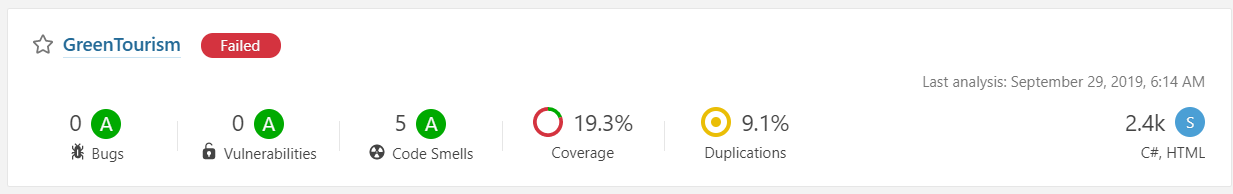 GreenTourism Failed
Last analysis: September 29, 2019, 6:14 AM
0 A 0 A 5 A 19.3% 9.1% 2.4k S
Bugs Vulnerabilities Code Smells Coverage Duplications C#, HTML